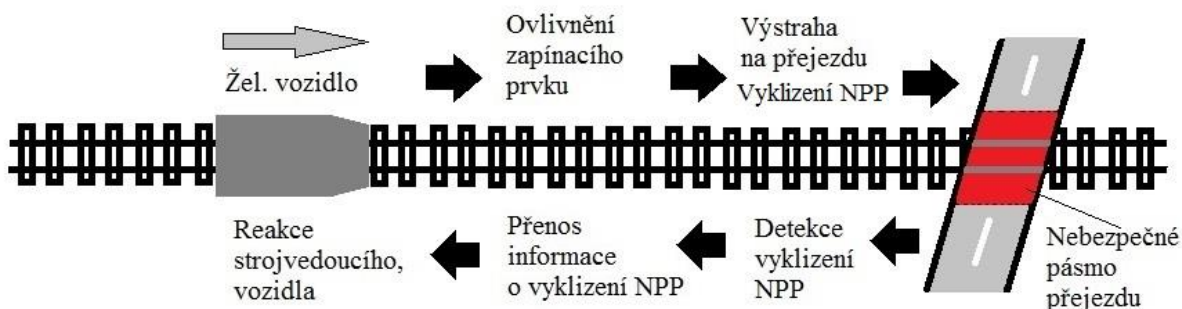 Žel. vozidlo
Ovlivnění
zapínacího
prvku
Výstraha
na přejezdu
Vyklizení NPP
Reakce
strojvedoucího,
vozidla
Přenos
informace
o vyklizení NPP
Detekce
vyklizení
NPP
Nebezpečné
pásmo
přejezdu